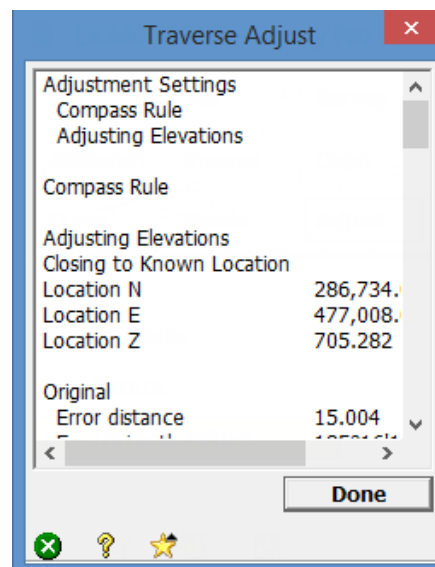 Traverse Adjust
Adjustment Settings
Compass Rule
Adjusting Elevations
Compass Rule
Adjusting Elevations
Closing to Known Location
Location N 286,734.
Location E 477,008.
Location Z 705.282
Original
Error distance 15.004
Done